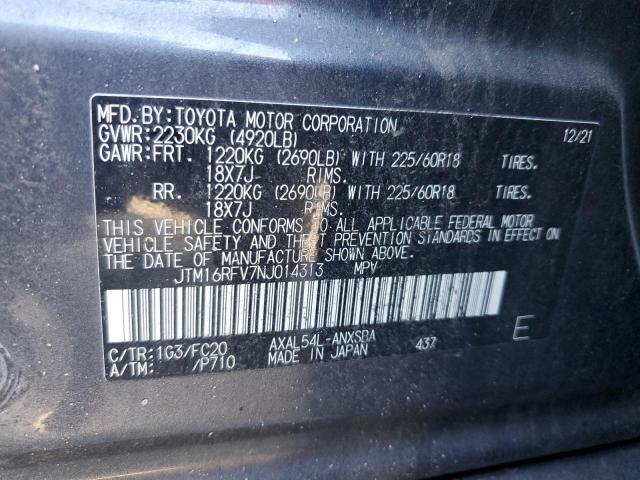 MFD.BY:TOYOTA MOTOR CORPORATION 12/21
GVWR:2230KG (4920LB)
GAWR:FRT. 1220KG (2690LB) WITH 225/60R18 TIRES.
18X7J RIMS.
RR. 1220KG (2690LB) WITH 225/60R18 TIRES.
18X7J RIMS.
THIS VEHICLE CONFORMS TO ALL APPLICABLE FEDERAL MOTOR
VEHICLE SAFETY AND THEFT PREVENTION STANDARDS IN EFFECT ON
THE DATE OF MANUFACTURE SHOWN ABOVE.
JTM16RFV7NJ014313 MPV
C/TR:1G3/FC20 AXAL54L-ANXSBA 437 E
A/TM: /P710 MADE IN JAPAN